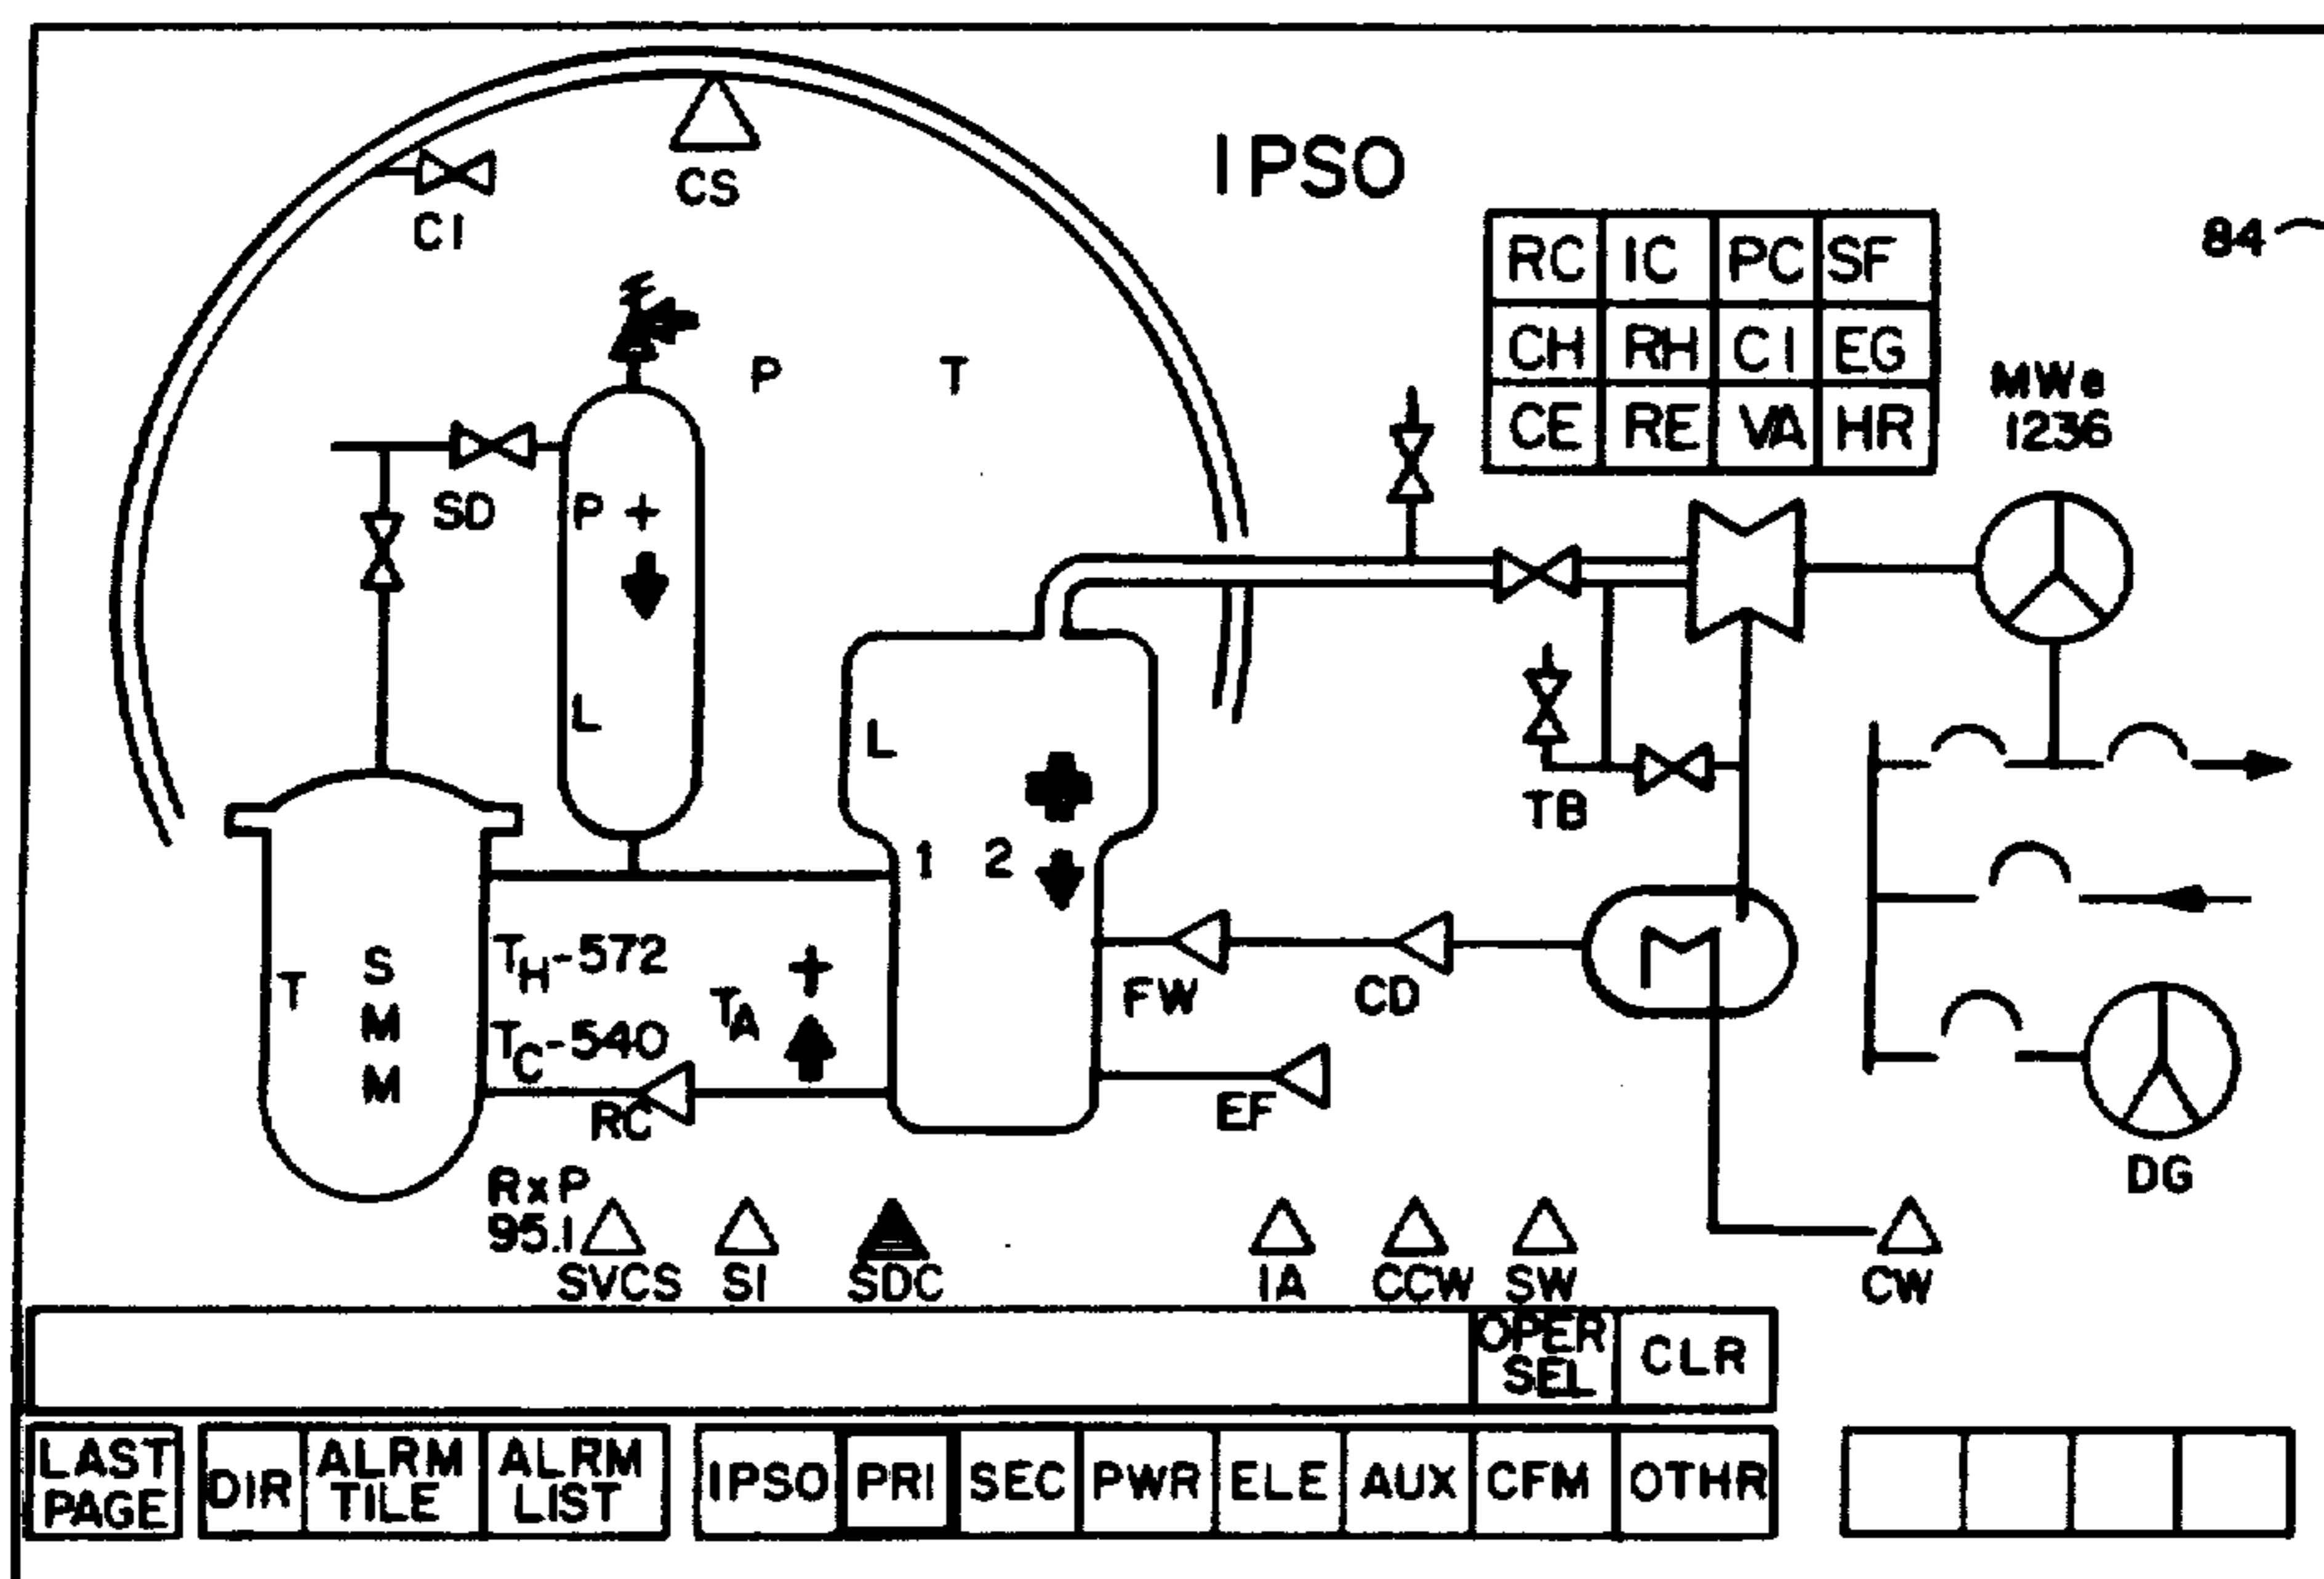 IPSO
CS
CI
84
RC IC PC SF
CH RH CI EG
CE RE VA HR
MWe
1236
P T
SD
P +
L
L
1 2
TB
T
S
M
M
TH-572
TC-540
TA
+
RC
FW
CD
EF
DG
RxP
95.1
SVCS SI SDC IA CCW SW CW
OPER
SEL
CLR
LAST
PAGE
DIR
ALRM
TILE
ALRM
LIST
IPSO PRI SEC PWR ELE AUX CFM OTHR